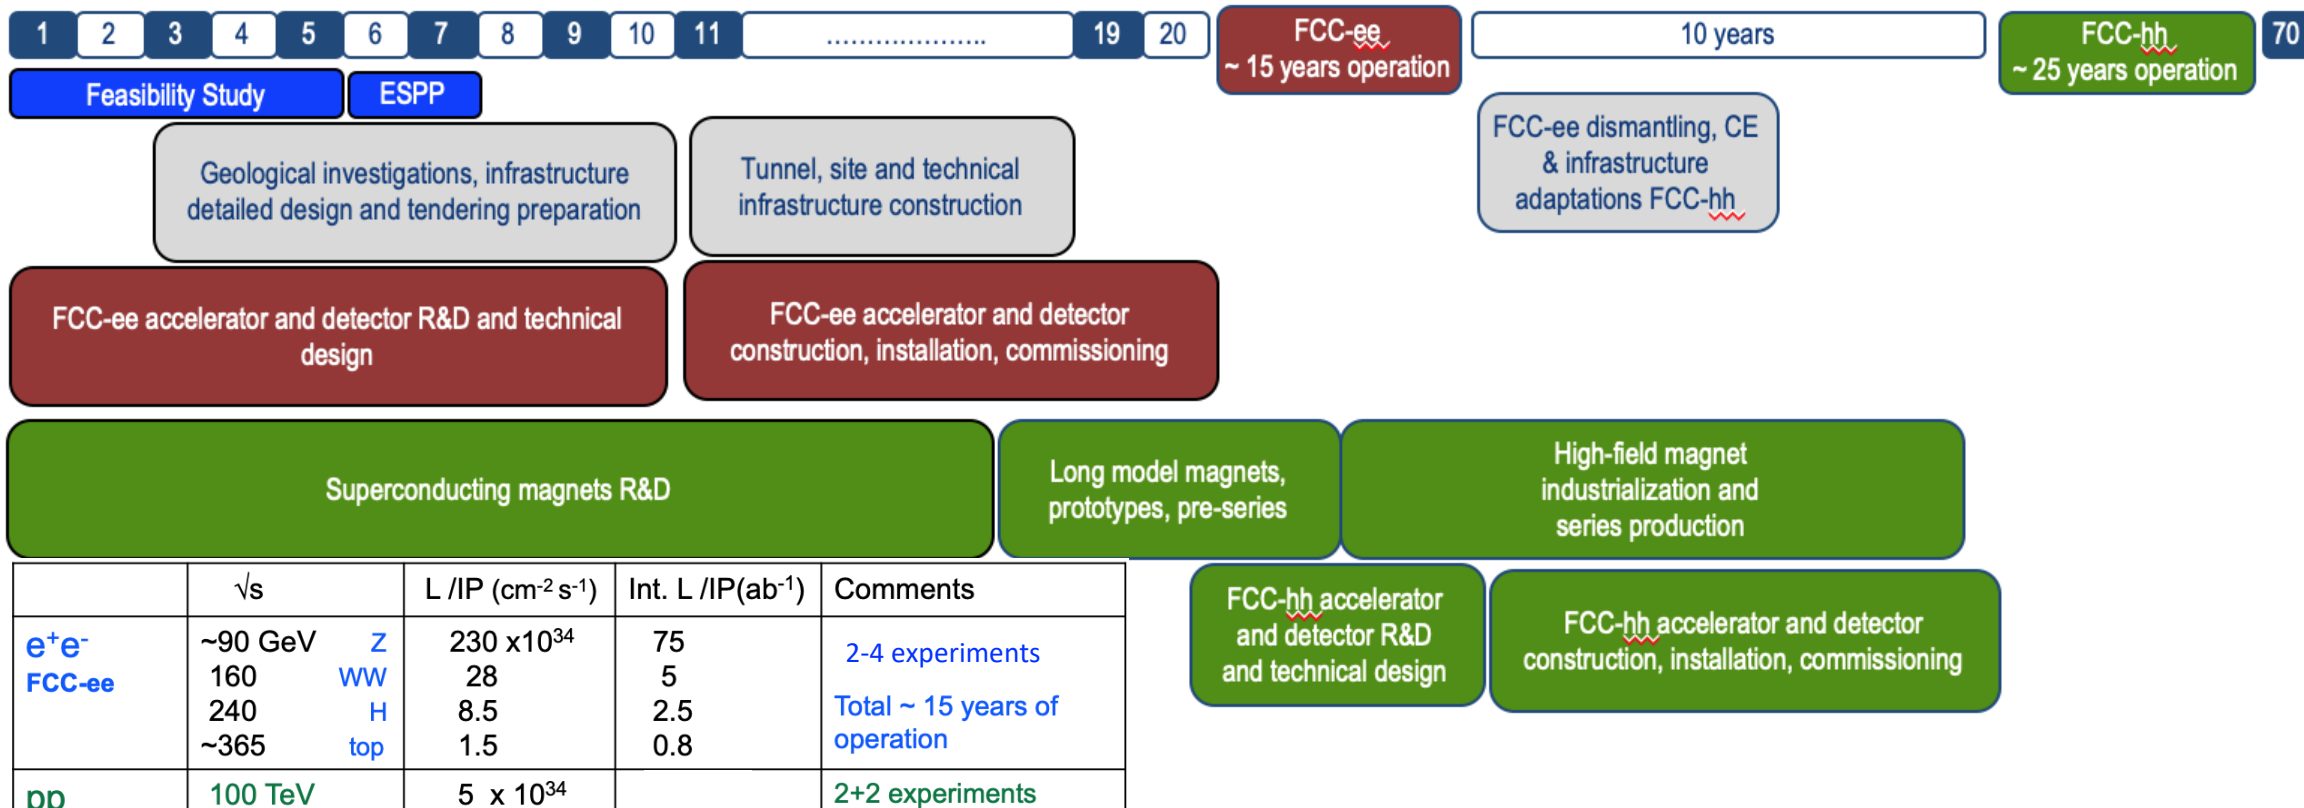 1 2 3 4 5 6 7 8 9 10 11 ................... 19 20
FCC-ee
~ 15 years operation
10 years
FCC-hh
~ 25 years operation
70
Feasibility Study
ESPP
Geological investigations, infrastructure
detailed design and tendering preparation
Tunnel, site and technical
infrastructure construction
FCC-ee dismantling, CE
& infrastructure
adaptations FCC-hh
FCC-ee accelerator and detector R&D and technical
design
FCC-ee accelerator and detector
construction, installation, commissioning
Superconducting magnets R&D
Long model magnets,
prototypes, pre-series
High-field magnet
industrialization and
series production
FCC-hh accelerator
and detector R&D
and technical design
FCC-hh accelerator and detector
construction, installation, commissioning
√s L /IP (cm⁻² s⁻¹) Int. L /IP(ab⁻¹) Comments
e⁺e⁻
FCC-ee
~90 GeV Z 230 x10³⁴ 75
160 WW 28 5
240 H 8.5 2.5
~365 top 1.5 0.8
2-4 experiments
Total ~ 15 years of
operation
pp 100 TeV 5 x 10³⁴ 2+2 experiments